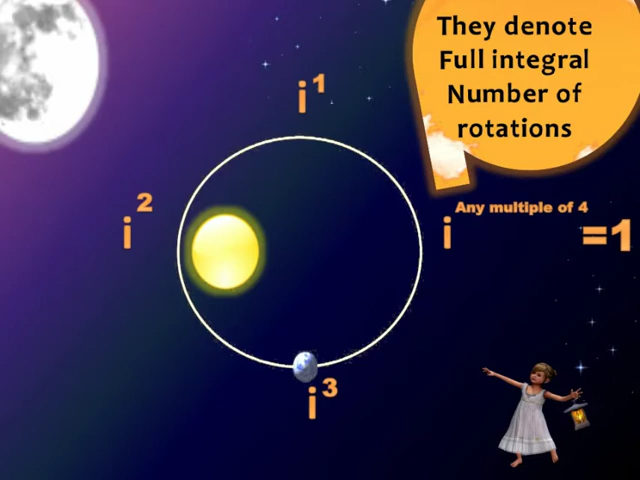 They denote
Full integral
Number of
rotations
i¹
i²
i^Any multiple of 4 =1
i³